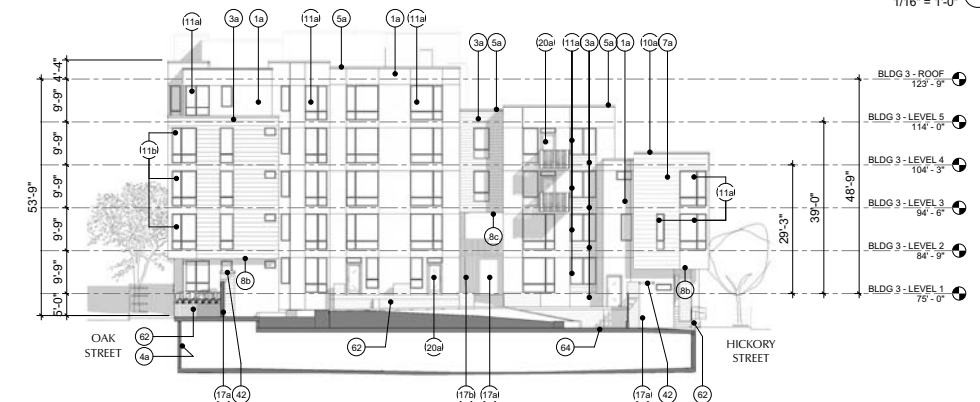 1/16" = 1'-0"
11a 3a 1a 11a 5a 1a 11a
3a 5a 20a 11a 3a 5a 1a 10a 7a
4'-4"
9'-9"
9'-9"
9'-9"
9'-9"
9'-9"
5'-0"
53'-9"
11b
11a
8c
8b
8b
29'-3"
39'-0"
48'-9"
BLDG 3 - ROOF
123' - 9"
BLDG 3 - LEVEL 5
114' - 0"
BLDG 3 - LEVEL 4
104' - 3"
BLDG 3 - LEVEL 3
94' - 6"
BLDG 3 - LEVEL 2
84' - 9"
BLDG 3 - LEVEL 1
75' - 0"
OAK
STREET
62
4a
62 20a 64
HICKORY
STREET
17a 42 17b 17a 17a 42 62